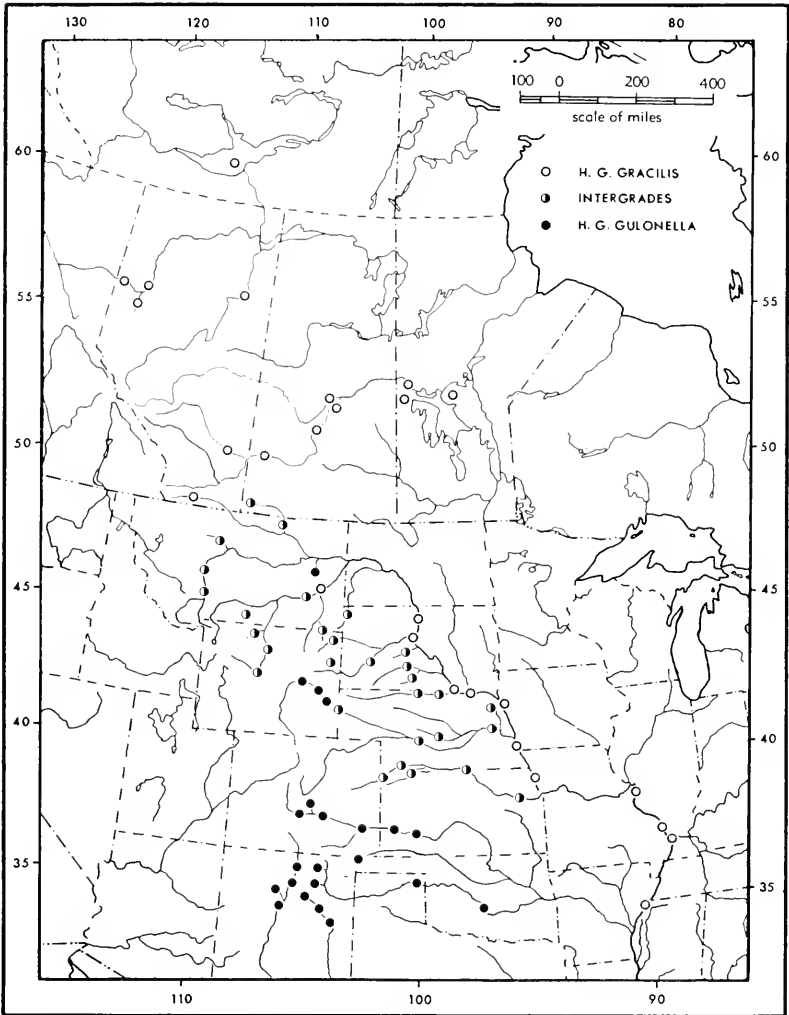 130 120 110 100 90 80
100 0 200 400
scale of miles
60 60
H. G. GRACILIS
INTERGRADES
H. G. GULONELLA
55 55
50 50
45 45
40 40
35 35
110 100 90